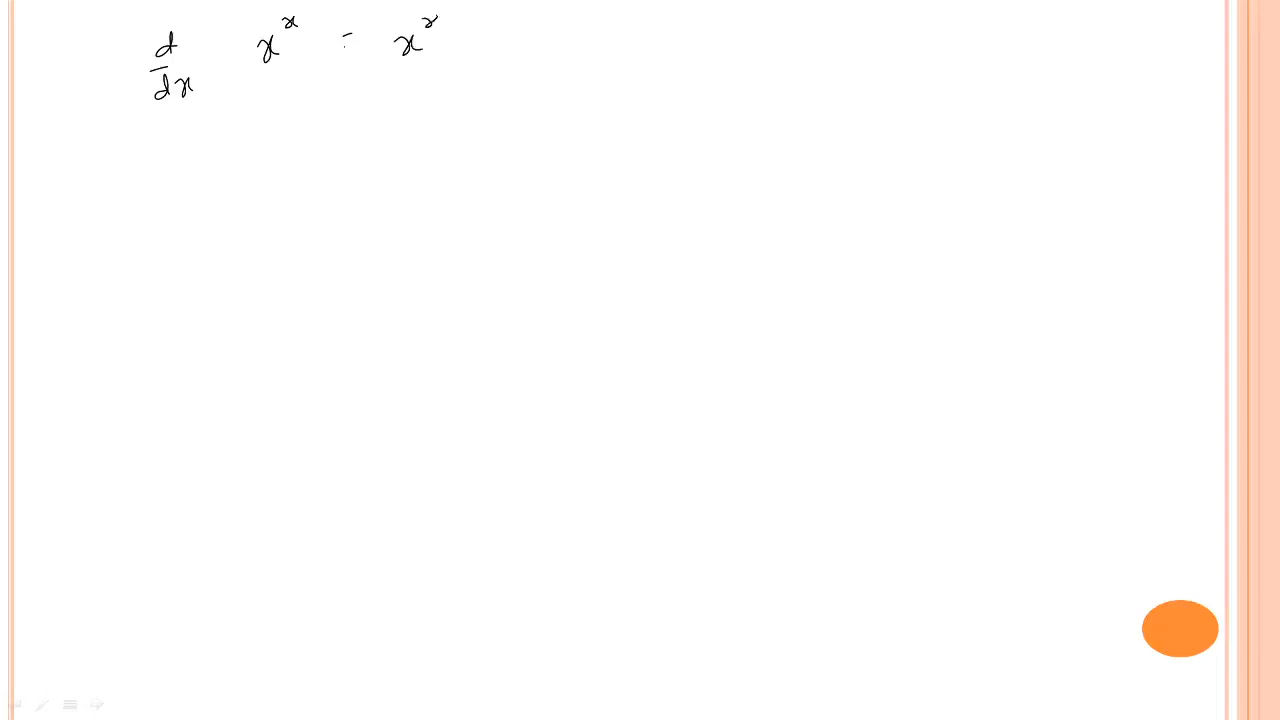 d/dx x^x = x^x